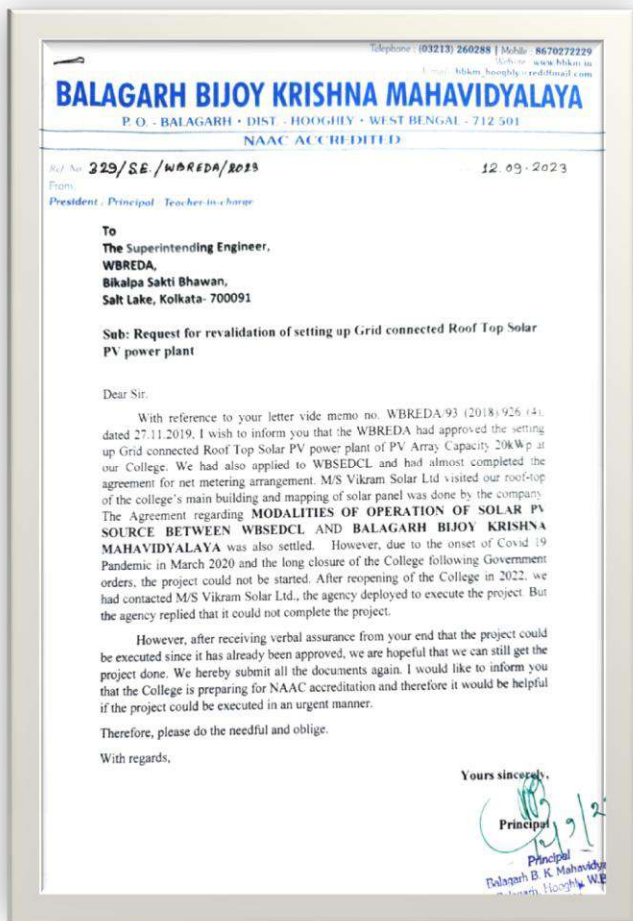 Telephone : (03213) 260288 | Mobile : 8670272229
Website : www.bbkm.in
bbkm_hooghly@rediffmail.com
BALAGARH BIJOY KRISHNA MAHAVIDYALAYA
P. O. - BALAGARH • DIST. - HOOGHLY • WEST BENGAL - 712 501
NAAC ACCREDITED
Ref. No. 329/S.E./WBREDA/2023 12.09.2023
From:
President / Principal / Teacher-in-charge
To
The Superintending Engineer,
WBREDA,
Bikalpa Sakti Bhawan,
Salt Lake, Kolkata- 700091
Sub: Request for revalidation of setting up Grid connected Roof Top Solar
PV power plant
Dear Sir,
With reference to your letter vide memo no. WBREDA/93 (2018)/926 (4),
dated 27.11.2019, I wish to inform you that the WBREDA had approved the setting
up Grid connected Roof Top Solar PV power plant of PV Array Capacity 20kWp at
our College. We had also applied to WBSEDCL and had almost completed the
agreement for net metering arrangement. M/S Vikram Solar Ltd visited our roof-top
of the college's main building and mapping of solar panel was done by the company
The Agreement regarding MODALITIES OF OPERATION OF SOLAR PV
SOURCE BETWEEN WBSEDCL AND BALAGARH BIJOY KRISHNA
MAHAVIDYALAYA was also settled. However, due to the onset of Covid 19
Pandemic in March 2020 and the long closure of the College following Government
orders, the project could not be started. After reopening of the College in 2022, we
had contacted M/S Vikram Solar Ltd., the agency deployed to execute the project. But
the agency replied that it could not complete the project.
However, after receiving verbal assurance from your end that the project could
be executed since it has already been approved, we are hopeful that we can still get the
project done. We hereby submit all the documents again. I would like to inform you
that the College is preparing for NAAC accreditation and therefore it would be helpful
if the project could be executed in an urgent manner.
Therefore, please do the needful and oblige.
With regards,
Yours sincerely,
Principal
12/9/2
Principal
Balagarh B. K. Mahavidya
Balagarh, Hooghly, W.B